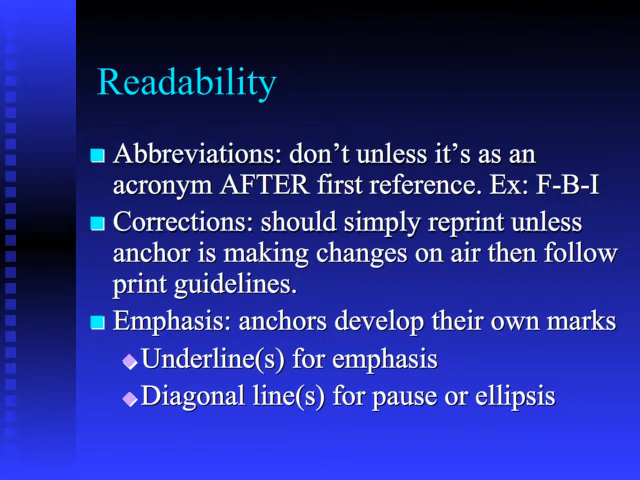 Readability
Abbreviations: don’t unless it’s as an
acronym AFTER first reference. Ex: F-B-I
Corrections: should simply reprint unless
anchor is making changes on air then follow
print guidelines.
Emphasis: anchors develop their own marks
Underline(s) for emphasis
Diagonal line(s) for pause or ellipsis